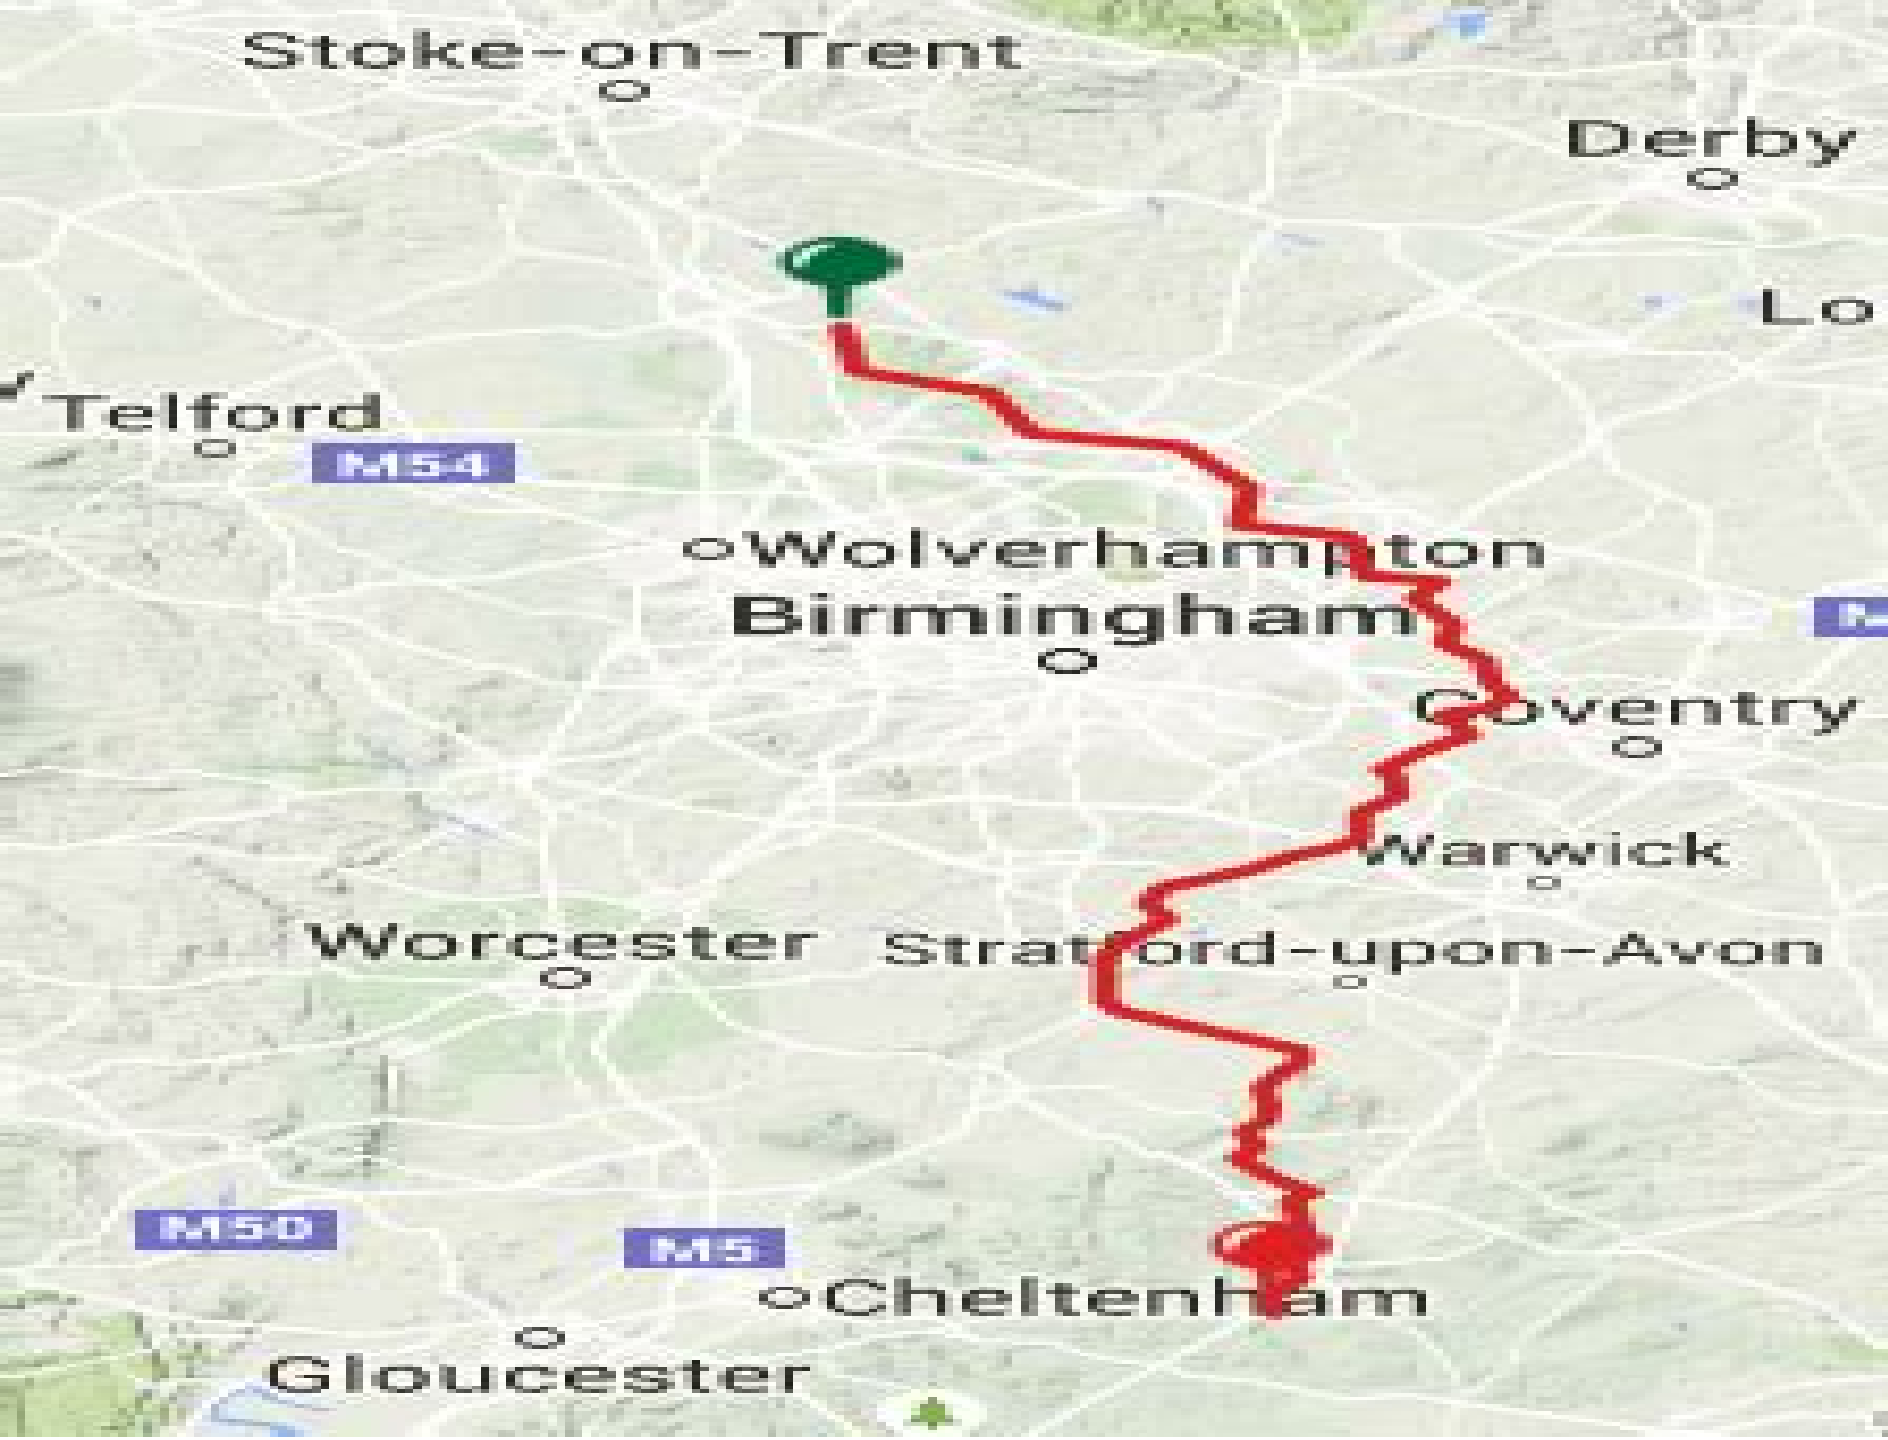 Stoke-on-Trent
Derby
Lo
Telford
M54
Wolverhampton
Birmingham
Coventry
Warwick
Worcester
Stratford-upon-Avon
M50
M5
Cheltenham
Gloucester